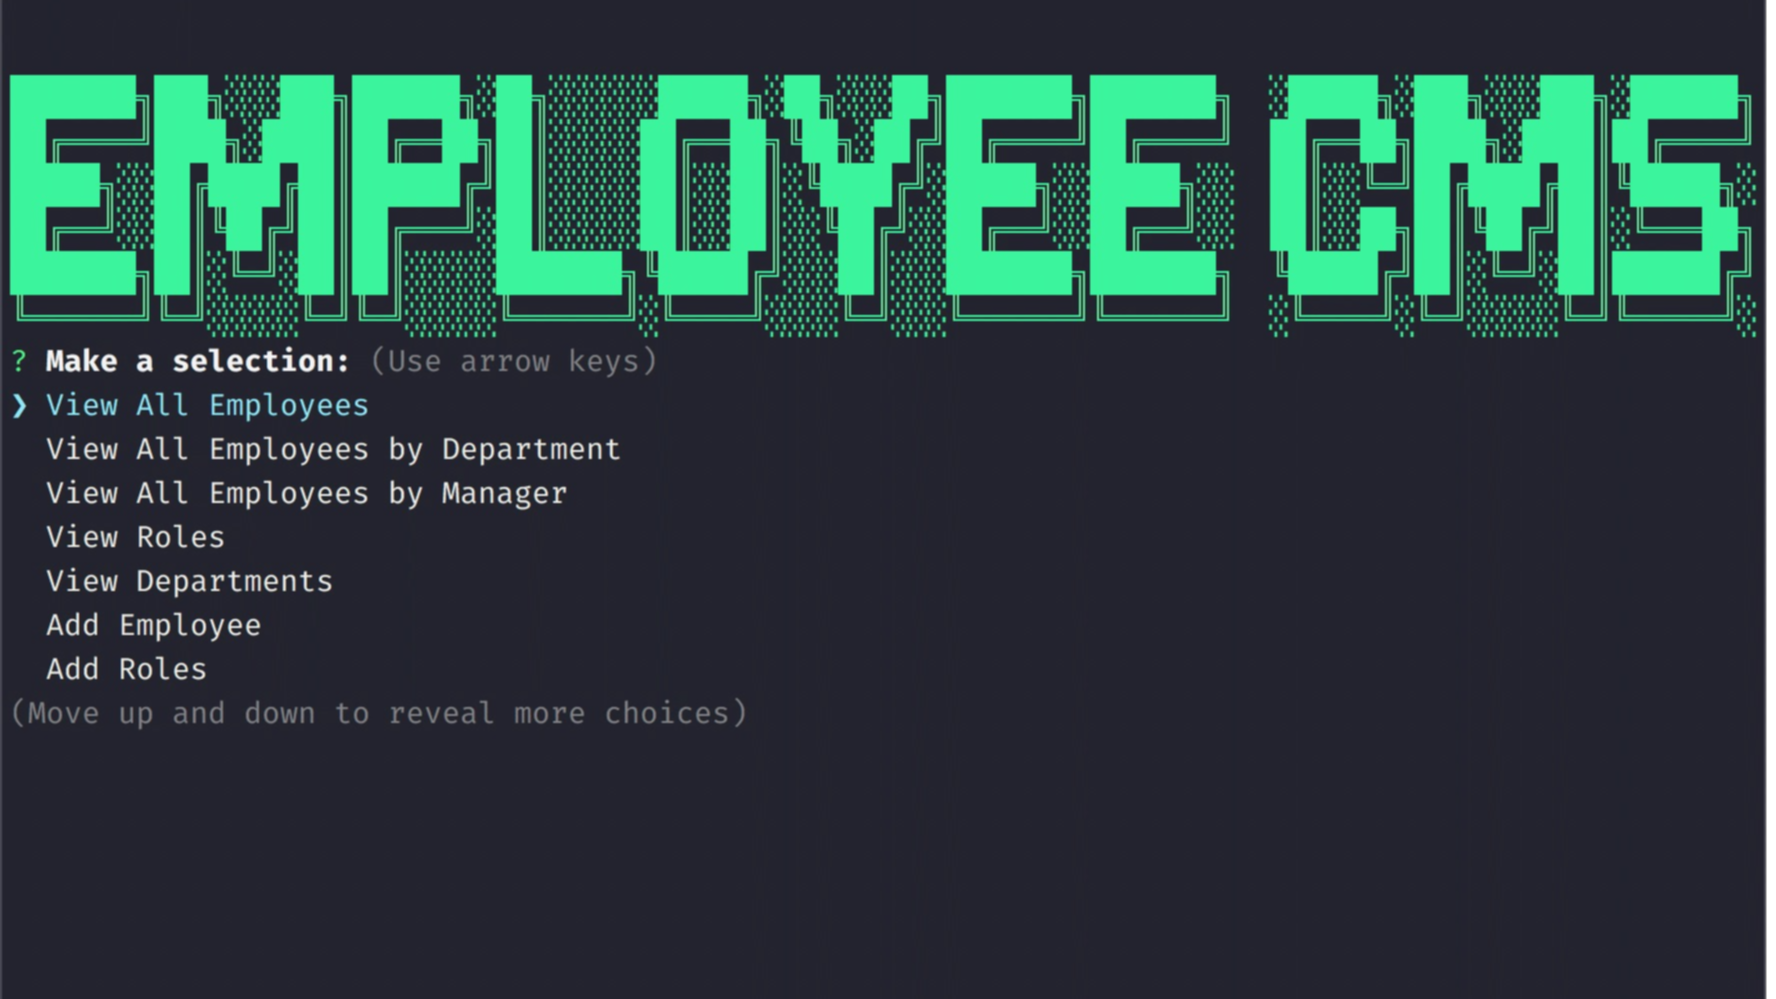 EMPLOYEE CMS
? Make a selection: (Use arrow keys)
❯ View All Employees
View All Employees by Department
View All Employees by Manager
View Roles
View Departments
Add Employee
Add Roles
(Move up and down to reveal more choices)